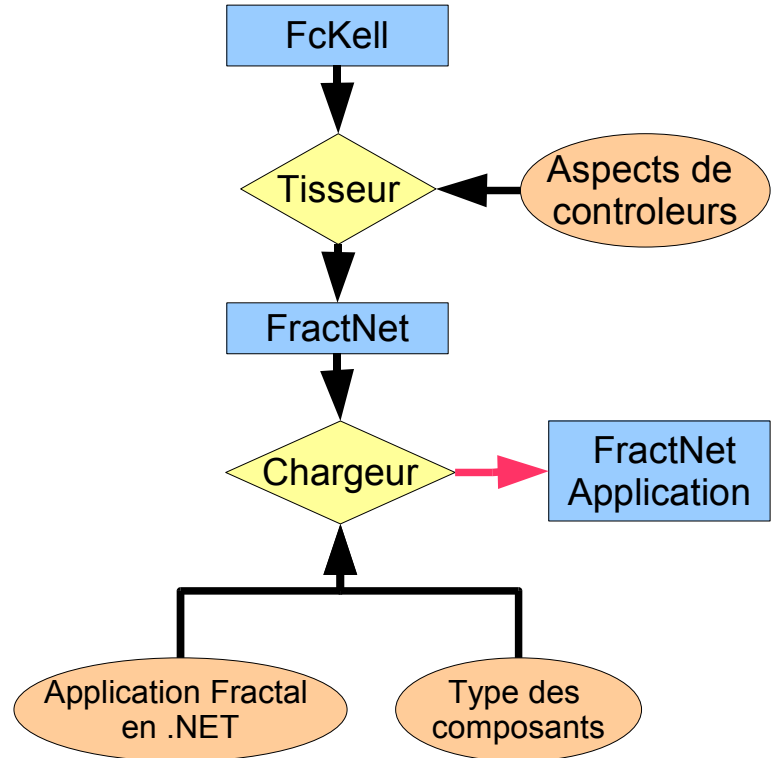 FcKell
Tisseur
Aspects de
controleurs
FractNet
Chargeur
FractNet
Application
Application Fractal
en .NET
Type des
composants